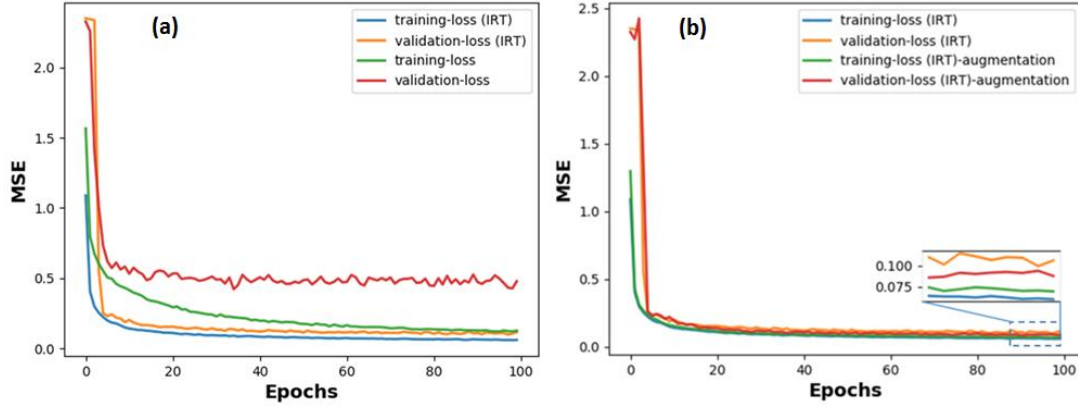 (a)
training-loss (IRT)
validation-loss (IRT)
training-loss
validation-loss
2.0
1.5
1.0
0.5
0.0
MSE
0 20 40 60 80 100
Epochs
(b)
training-loss (IRT)
validation-loss (IRT)
training-loss (IRT)-augmentation
validation-loss (IRT)-augmentation
2.5
2.0
1.5
1.0
0.5
0.0
MSE
0.100
0.075
0 20 40 60 80 100
Epochs